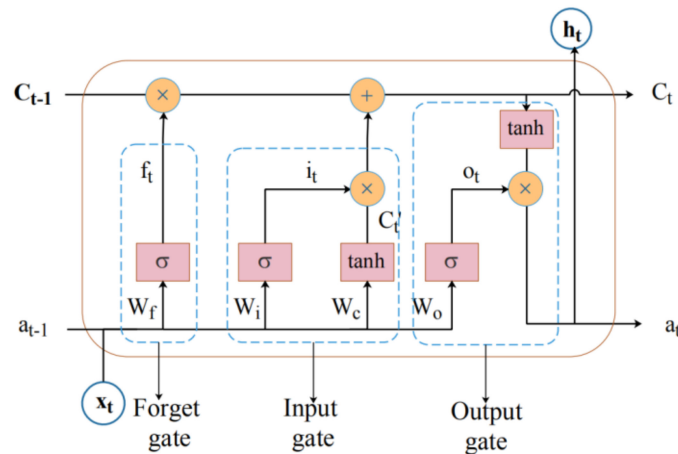 h_t
C_t-1
×
+
C_t
tanh
f_t
i_t
×
o_t
×
C_t'
σ
σ
tanh
σ
W_f
W_i
W_c
W_o
a_t-1
a_t
x_t
Forget
gate
Input
gate
Output
gate